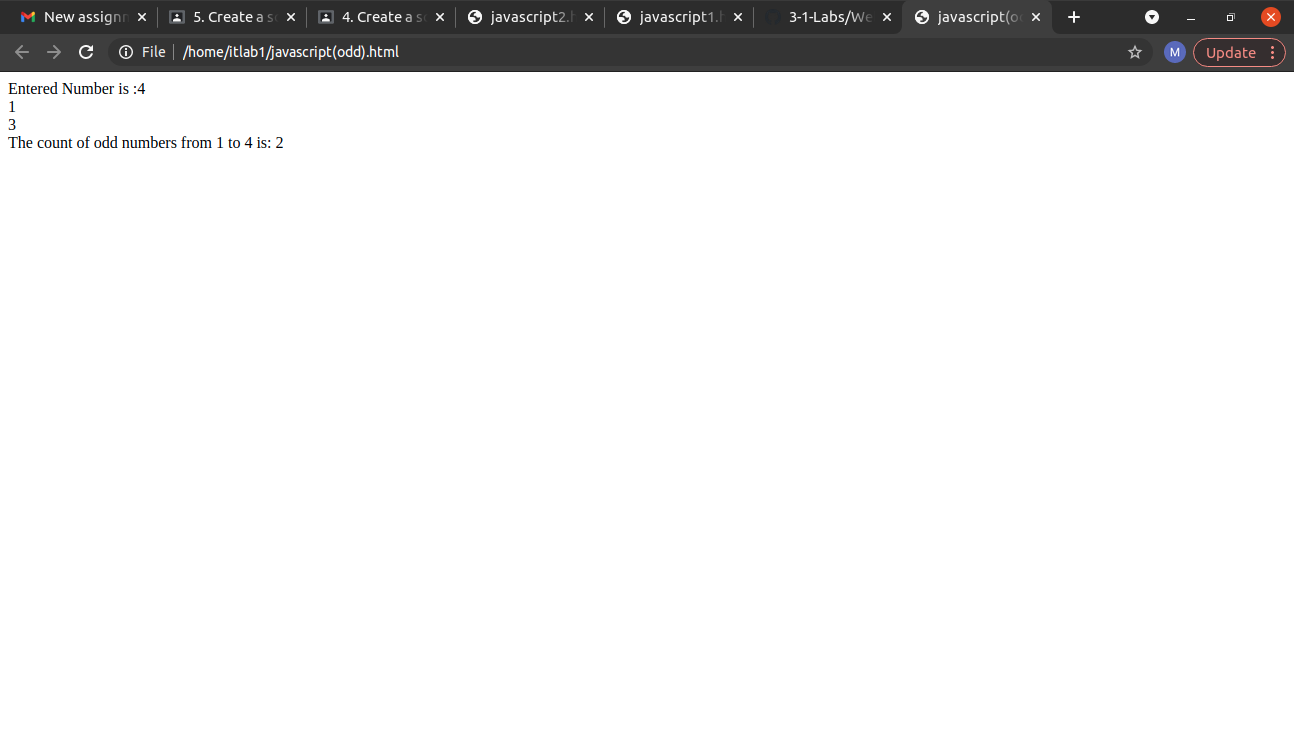 New assignn
5. Create a s
4. Create a s
javascript2.h
javascript1.h
3-1-Labs/We
javascript(o
File
/home/itlab1/javascript(odd).html
M
Update
Entered Number is :4
1
3
The count of odd numbers from 1 to 4 is: 2